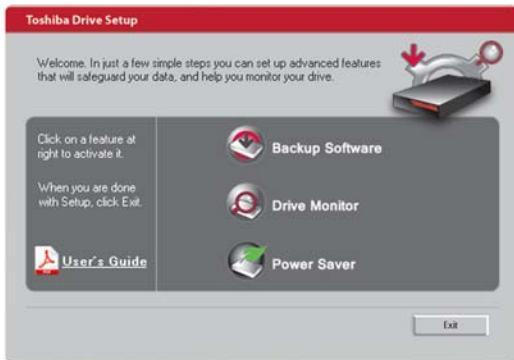 Toshiba Drive Setup
Welcome. In just a few simple steps you can set up advanced features
that will safeguard your data, and help you monitor your drive.
Click on a feature at
right to activate it.
When you are done
with Setup, click Exit.
User's Guide
Backup Software
Drive Monitor
Power Saver
Exit